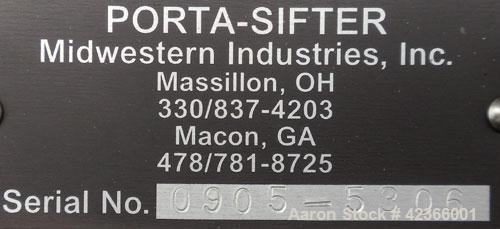 PORTA-SIFTER
Midwestern Industries, Inc.
Massillon, OH
330/837-4203
Macon, GA
478/781-8725
Serial No. 0905-5306
Aaron Stock # 42366001